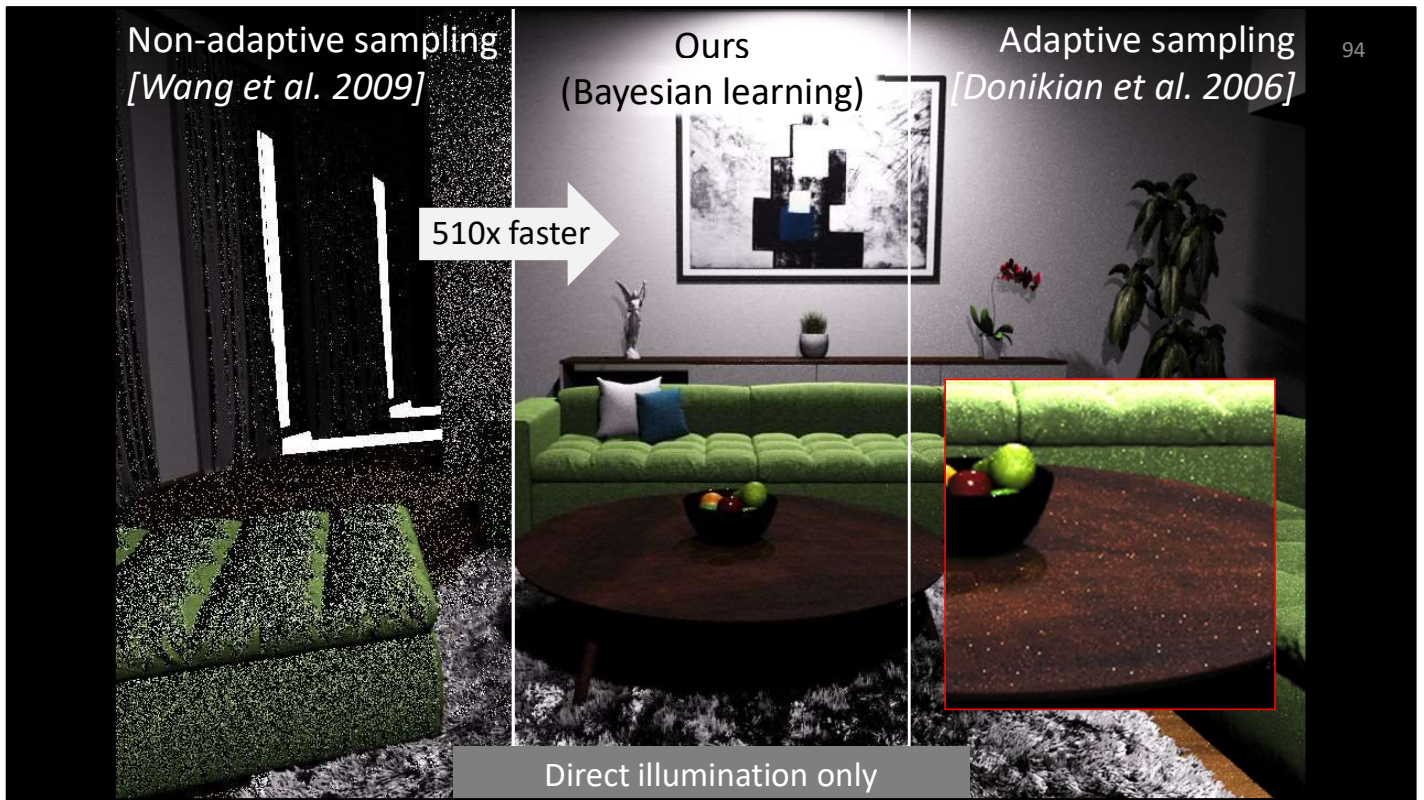 Non-adaptive sampling
[Wang et al. 2009]
Ours
(Bayesian learning)
Adaptive sampling
[Donikian et al. 2006]
94
510x faster
Direct illumination only